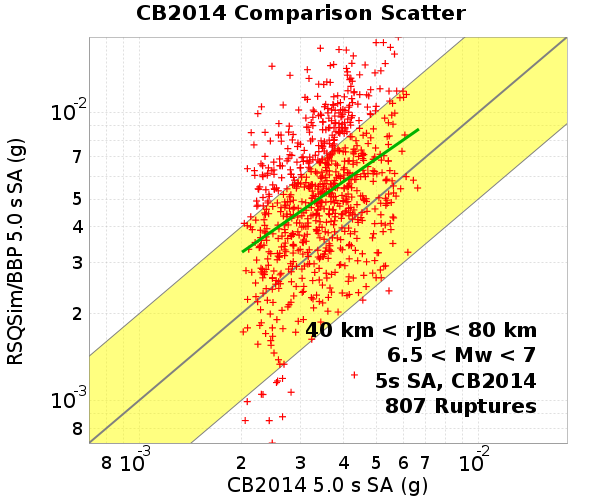 CB2014 Comparison Scatter
RSQSim/BBP 5.0 s SA (g)
10-2
7
5
4
3
2
10-3
8
40 km < rJB < 80 km
6.5 < Mw < 7
5s SA, CB2014
807 Ruptures
8 10-3 2 3 4 5 6 7 10-2
CB2014 5.0 s SA (g)